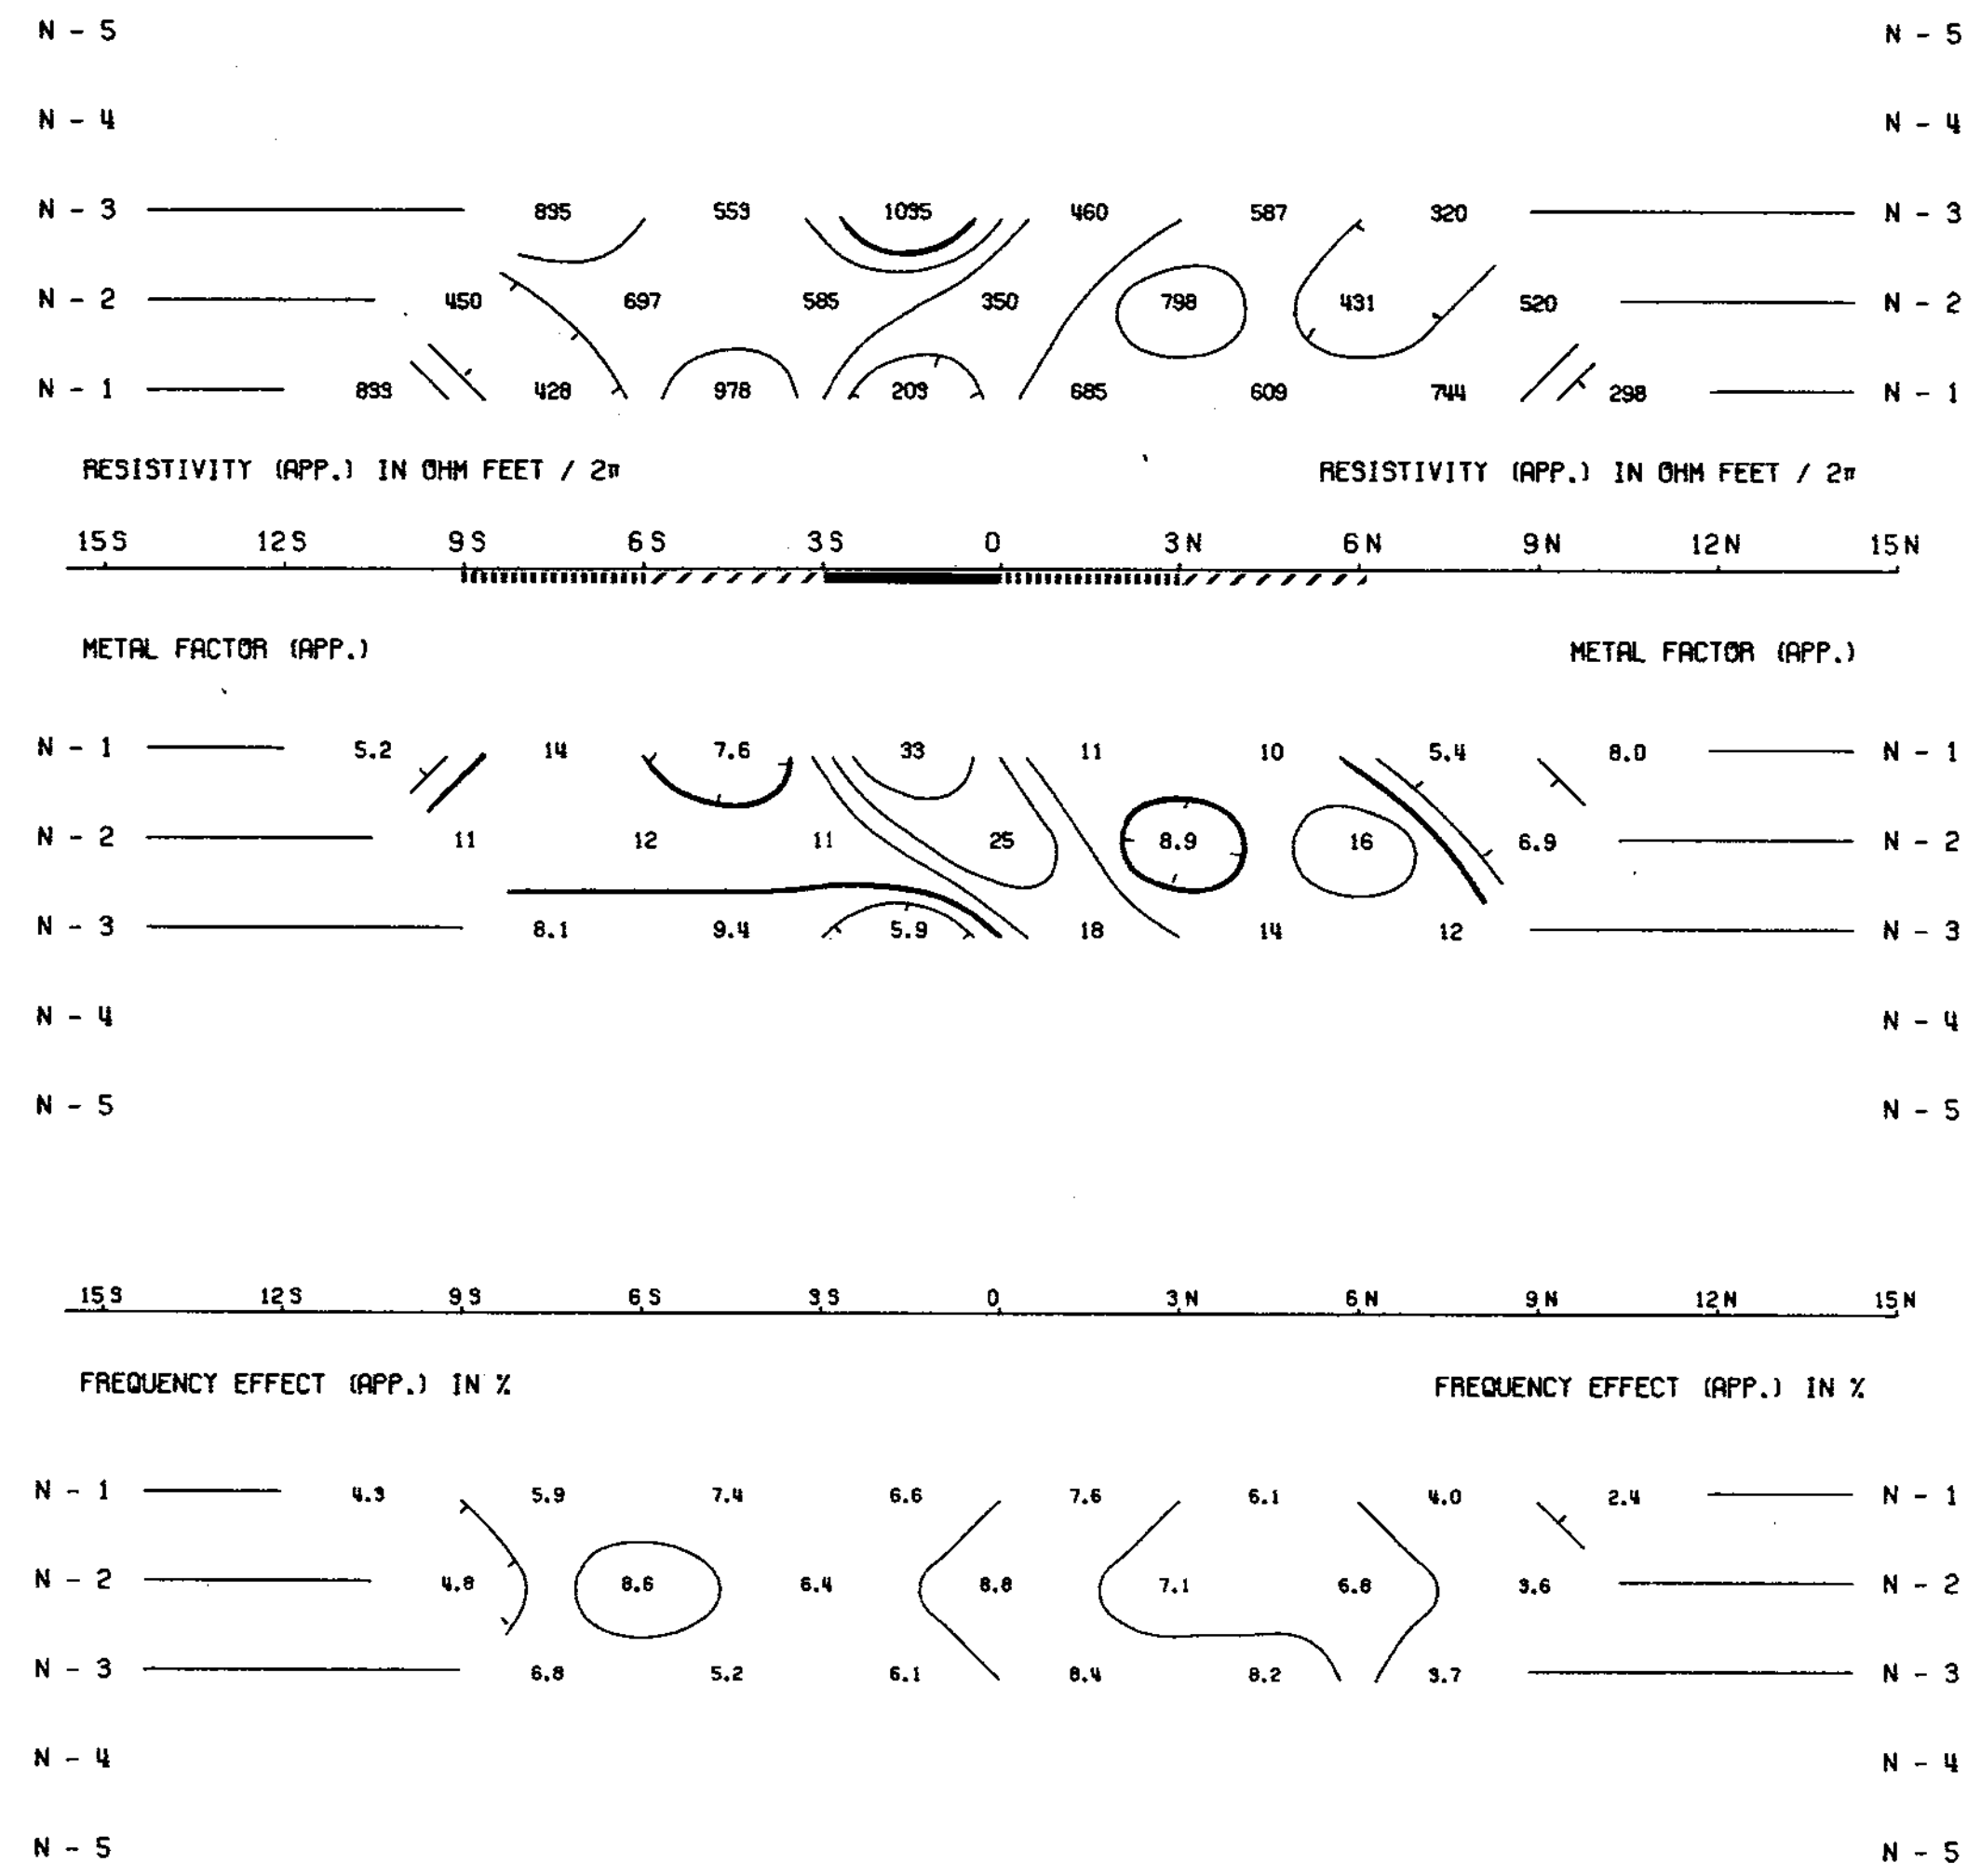 N - 5 N - 5
N - 4 N - 4
N - 3 835 553 1035 460 587 320 N - 3
N - 2 450 697 585 350 798 431 520 N - 2
N - 1 833 428 978 203 685 609 744 298 N - 1
RESISTIVITY (APP.) IN OHM FEET / 2π RESISTIVITY (APP.) IN OHM FEET / 2π
15S 12S 9S 6S 3S 0 3N 6N 9N 12N 15N
METAL FACTOR (APP.) METAL FACTOR (APP.)
N - 1 5.2 14 7.6 33 11 10 5.4 8.0 N - 1
N - 2 11 12 11 25 8.9 16 6.9 N - 2
N - 3 8.1 9.4 5.9 18 14 12 N - 3
N - 4 N - 4
N - 5 N - 5
15S 12S 9S 6S 3S 0 3N 6N 9N 12N 15N
FREQUENCY EFFECT (APP.) IN % FREQUENCY EFFECT (APP.) IN %
N - 1 4.3 5.9 7.4 6.6 7.6 6.1 4.0 2.4 N - 1
N - 2 4.8 8.6 6.4 8.8 7.1 6.8 3.6 N - 2
N - 3 6.8 5.2 6.1 8.4 8.2 3.7 N - 3
N - 4 N - 4
N - 5 N - 5